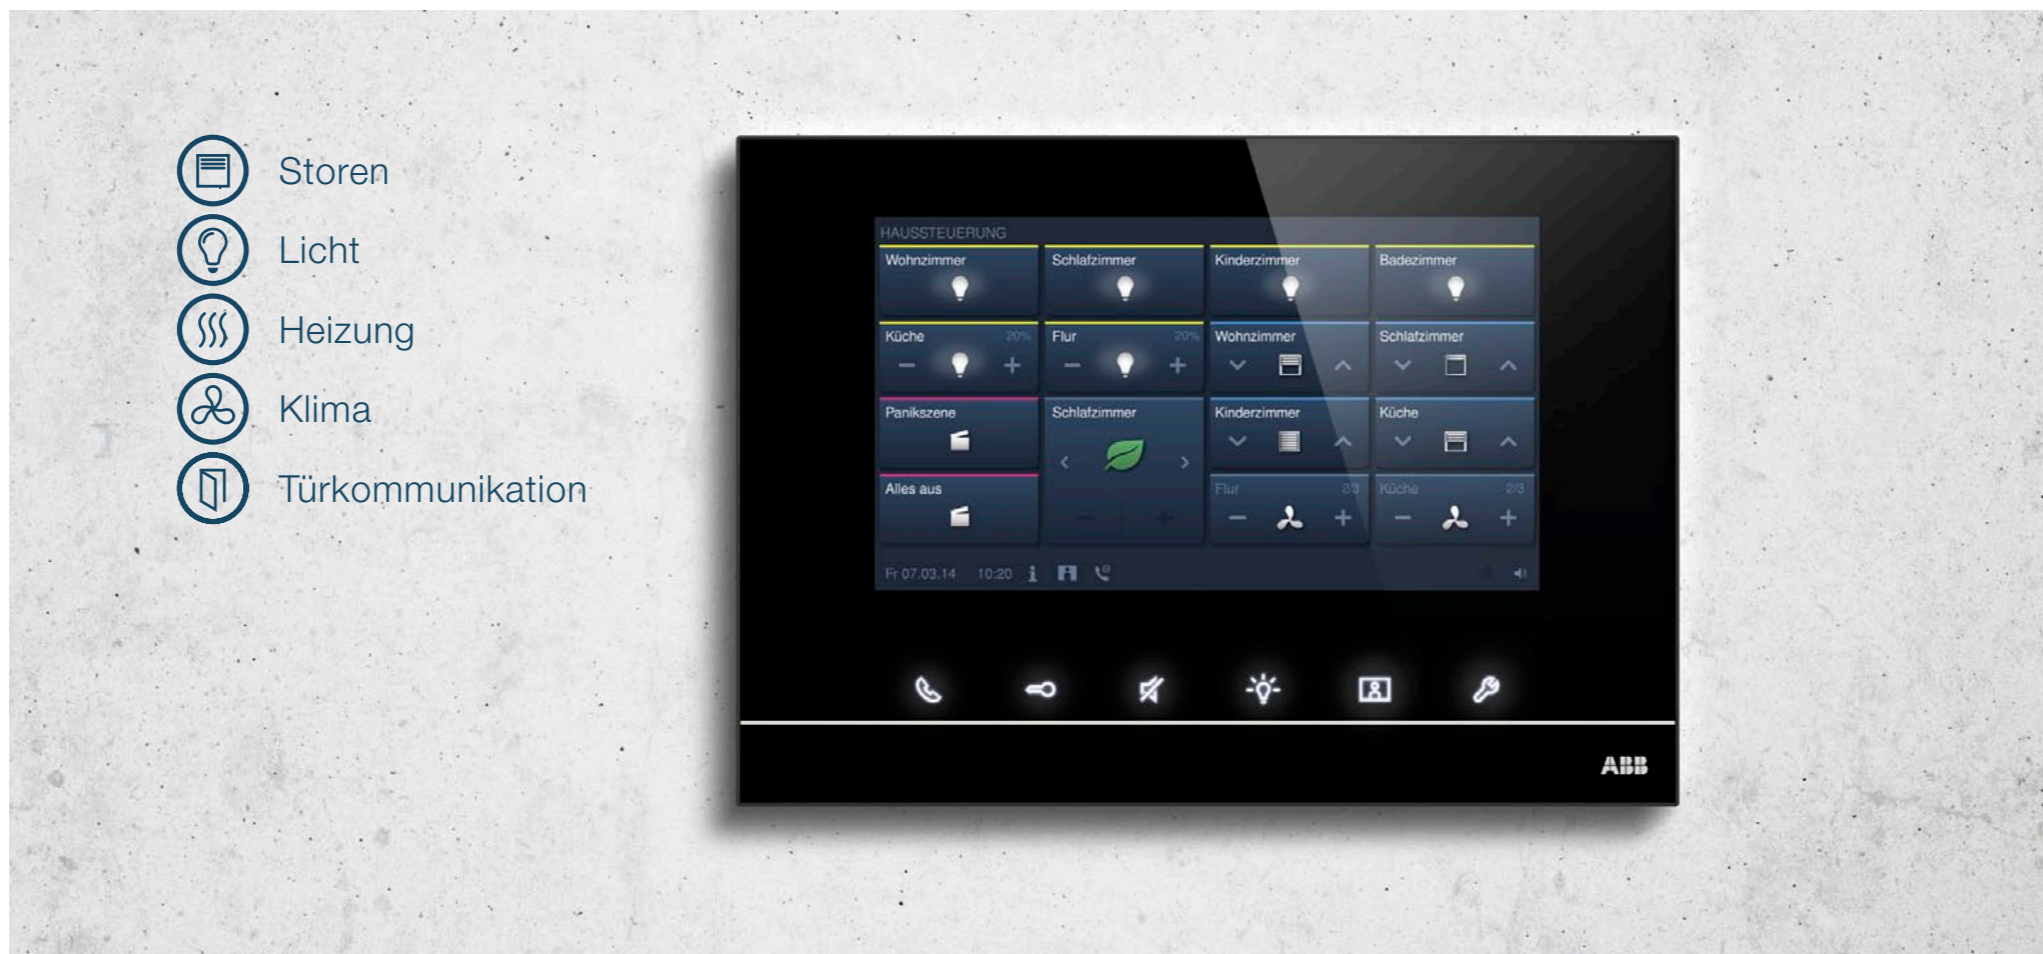 Storen
Licht
Heizung
Klima
Türkommunikation
HAUSSTEUERUNG
Wohnzimmer Schlafzimmer Kinderzimmer Badezimmer
Küche 20% Flur 20% Wohnzimmer Schlafzimmer
Panikszene Schlafzimmer Kinderzimmer Küche
Alles aus Flur 2/3 Küche 2/3
Fr 07.03.14 10:20
ABB